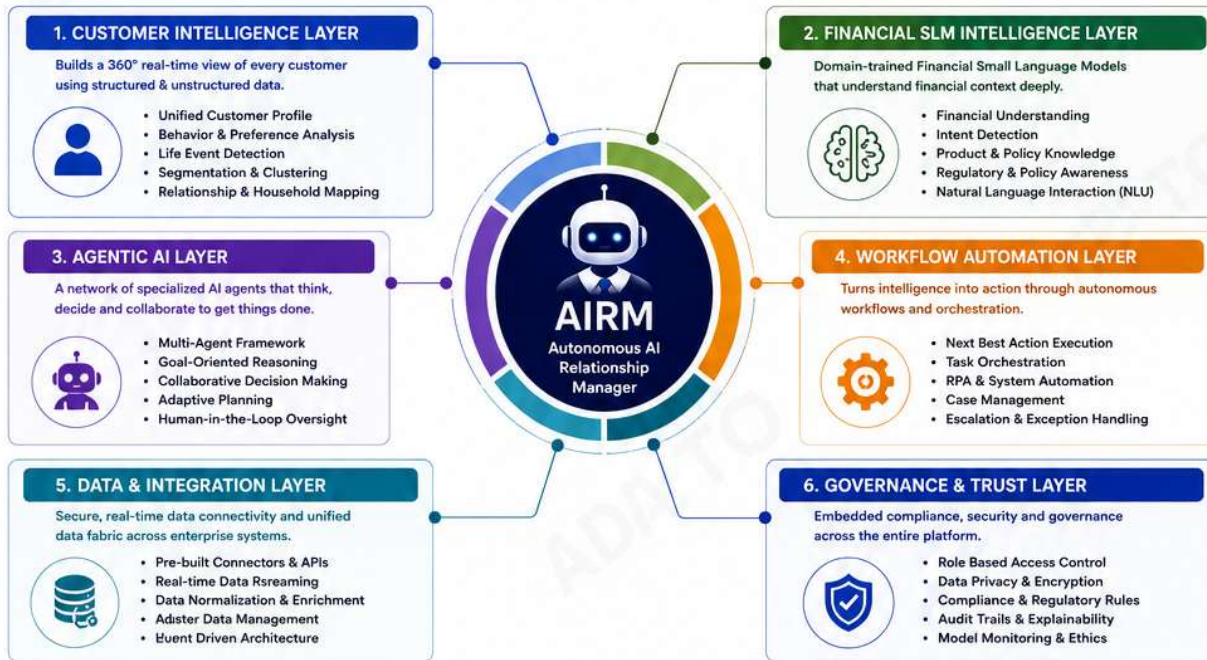 1. CUSTOMER INTELLIGENCE LAYER
Builds a 360° real-time view of every customer
using structured & unstructured data.
• Unified Customer Profile
• Behavior & Preference Analysis
• Life Event Detection
• Segmentation & Clustering
• Relationship & Household Mapping
2. FINANCIAL SLM INTELLIGENCE LAYER
Domain-trained Financial Small Language Models
that understand financial context deeply.
• Financial Understanding
• Intent Detection
• Product & Policy Knowledge
• Regulatory & Policy Awareness
• Natural Language Interaction (NLU)
AIRM
Autonomous AI
Relationship
Manager
3. AGENTIC AI LAYER
A network of specialized AI agents that think,
decide and collaborate to get things done.
• Multi-Agent Framework
• Goal-Oriented Reasoning
• Collaborative Decision Making
• Adaptive Planning
• Human-in-the-Loop Oversight
4. WORKFLOW AUTOMATION LAYER
Turns intelligence into action through autonomous
workflows and orchestration.
• Next Best Action Execution
• Task Orchestration
• RPA & System Automation
• Case Management
• Escalation & Exception Handling
5. DATA & INTEGRATION LAYER
Secure, real-time data connectivity and unified
data fabric across enterprise systems.
• Pre-built Connectors & APIs
• Real-time Data Rsreaming
• Data Normalization & Enrichment
• Adaster Data Management
• Event Driven Architecture
6. GOVERNANCE & TRUST LAYER
Embedded compliance, security and governance
across the entire platform.
• Role Based Access Control
• Data Privacy & Encryption
• Compliance & Regulatory Rules
• Audit Trails & Explainability
• Model Monitoring & Ethics